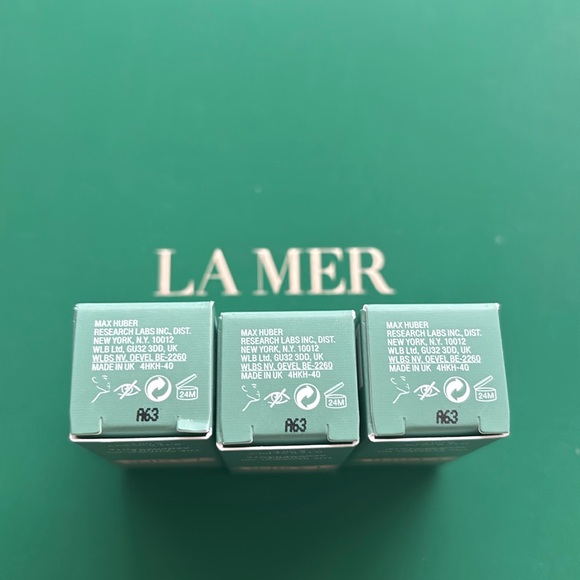 LA MER
MAX HUBER
RESEARCH LABS INC., DIST.
NEW YORK, N.Y. 10012
WLB Ltd, GU32 3DD, UK
WLBS NV. OEVEL BE-2260
MADE IN UK 4HKH-40
24M
A63
MAX HUBER
RESEARCH LABS INC., DIST.
NEW YORK, N.Y. 10012
WLB Ltd, GU32 3DD, UK
WLBS NV. OEVEL BE-2260
MADE IN UK 4HKH-40
24M
A63
MAX HUBER
RESEARCH LABS INC., DIST.
NEW YORK, N.Y. 10012
WLB Ltd, GU32 3DD, UK
WLBS NV. OEVEL BE-2260
MADE IN UK 4HKH-40
24M
A63